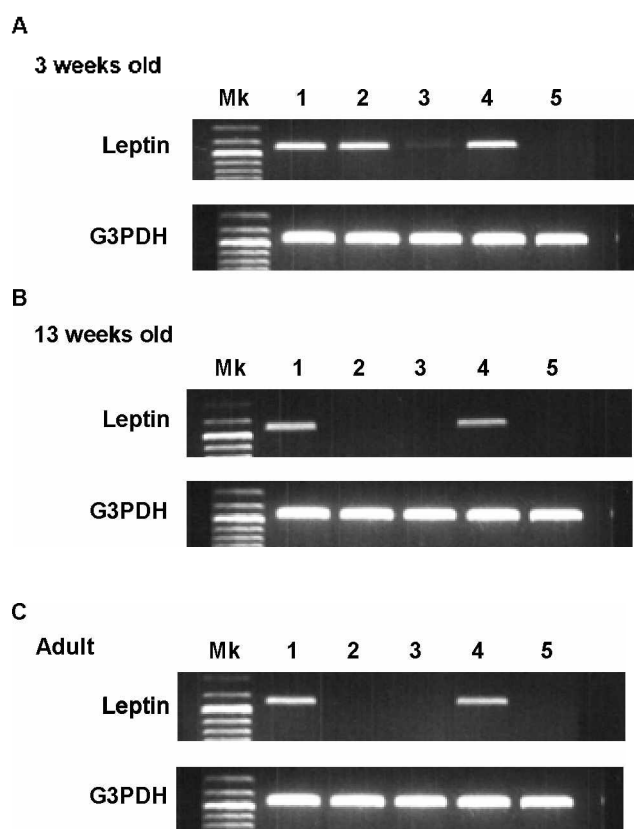 A
3 weeks old
Mk 1 2 3 4 5
Leptin
G3PDH
B
13 weeks old
Mk 1 2 3 4 5
Leptin
G3PDH
C
Adult
Mk 1 2 3 4 5
Leptin
G3PDH